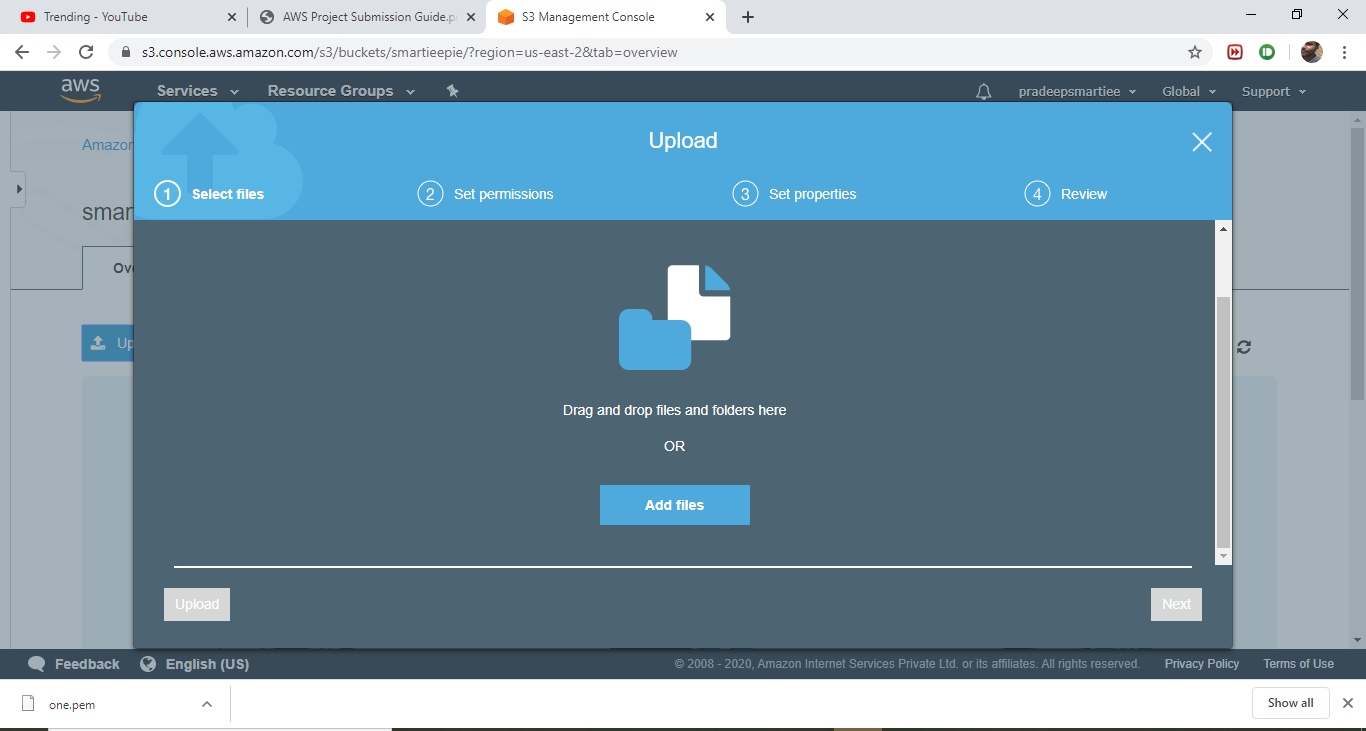 Trending - YouTube
AWS Project Submission Guide.p
S3 Management Console
s3.console.aws.amazon.com/s3/buckets/smartieepie/?region=us-east-2&tab=overview
aws
Services
Resource Groups
pradeepsmartiee
Global
Support
Amazon
Upload
1 Select files
2 Set permissions
3 Set properties
4 Review
smar
Ove
Up
Drag and drop files and folders here
OR
Add files
Upload
Next
Feedback
English (US)
© 2008 - 2020, Amazon Internet Services Private Ltd. or its affiliates. All rights reserved.
Privacy Policy
Terms of Use
one.pem
Show all